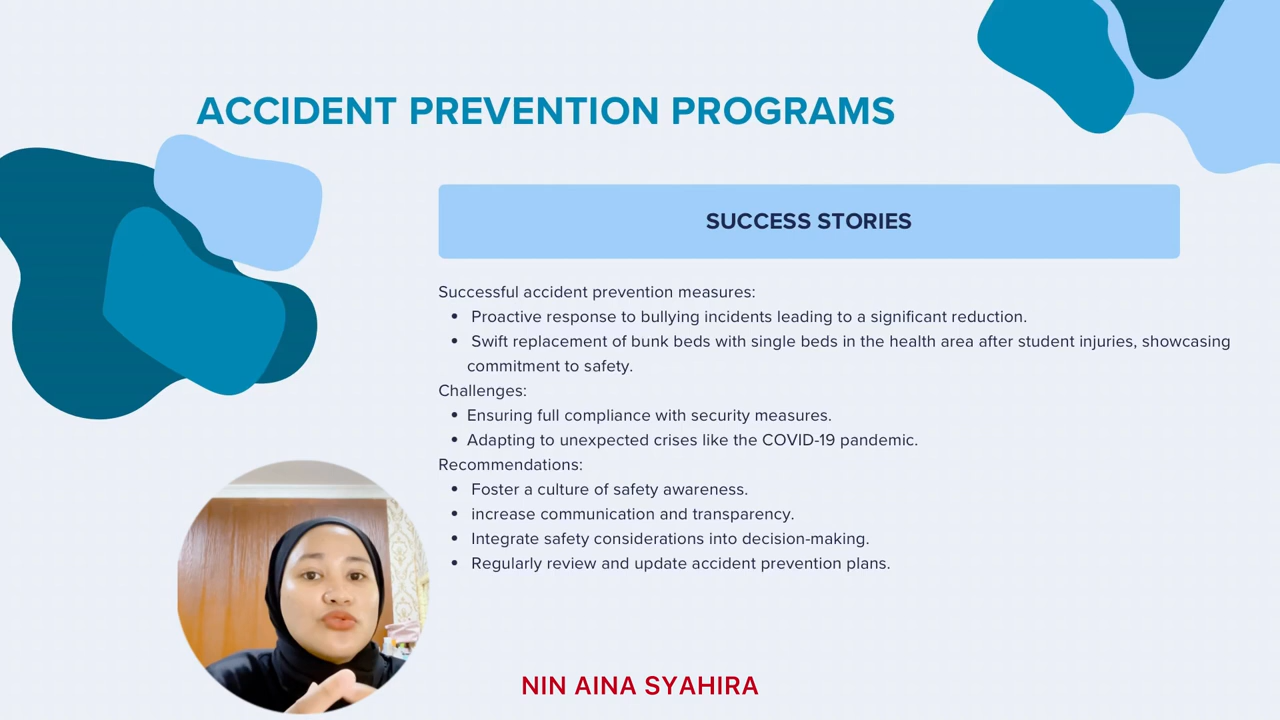 ACCIDENT PREVENTION PROGRAMS
SUCCESS STORIES
Successful accident prevention measures:
• Proactive response to bullying incidents leading to a significant reduction.
• Swift replacement of bunk beds with single beds in the health area after student injuries, showcasing
commitment to safety.
Challenges:
• Ensuring full compliance with security measures.
• Adapting to unexpected crises like the COVID-19 pandemic.
Recommendations:
• Foster a culture of safety awareness.
• increase communication and transparency.
• Integrate safety considerations into decision-making.
• Regularly review and update accident prevention plans.
NIN AINA SYAHIRA